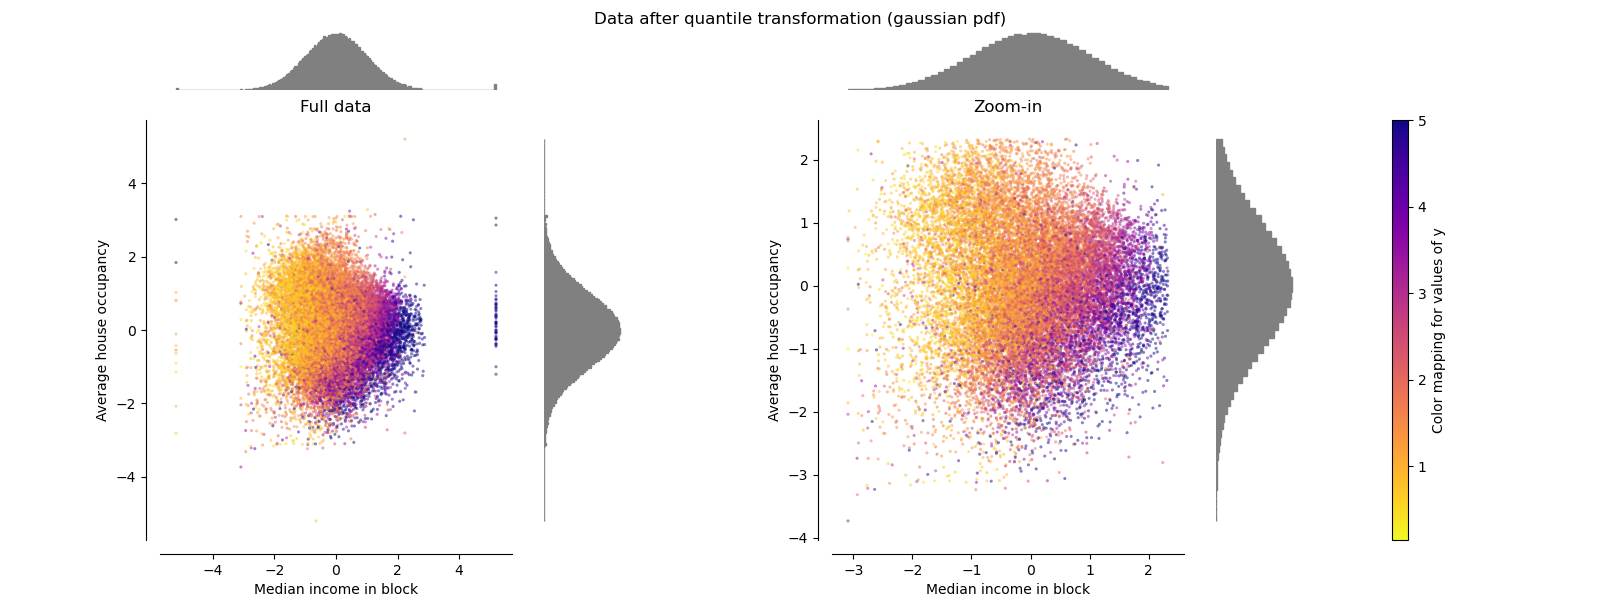 Data after quantile transformation (gaussian pdf)
Full data
Average house occupancy
4
2
0
−2
−4
−4 −2 0 2 4
Median income in block
Zoom-in
Average house occupancy
2
1
0
−1
−2
−3
−4
−3 −2 −1 0 1 2
Median income in block
5
4
3
2
1
Color mapping for values of y